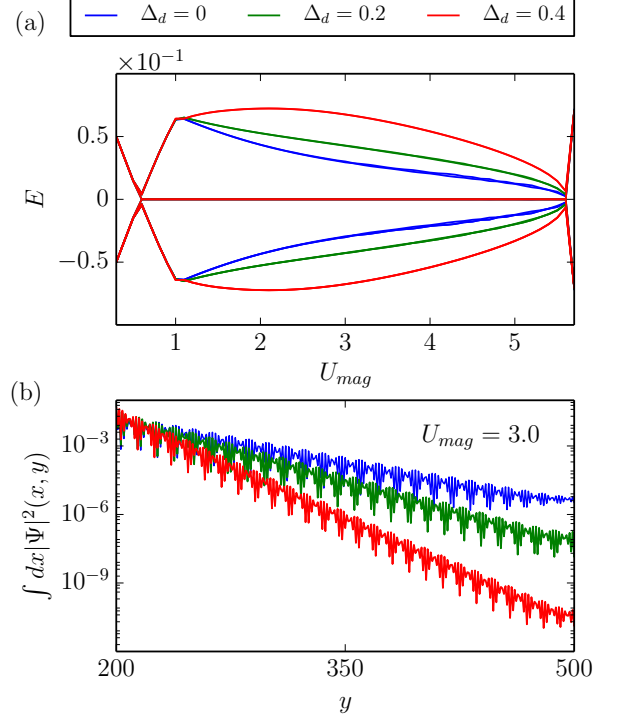 (a)
Δ_d = 0 Δ_d = 0.2 Δ_d = 0.4
×10⁻¹
0.5
0
−0.5
E
1 2 3 4 5
U_mag
(b)
U_mag = 3.0
10⁻³
10⁻⁶
10⁻⁹
∫ dx|Ψ|²(x, y)
200 350 500
y